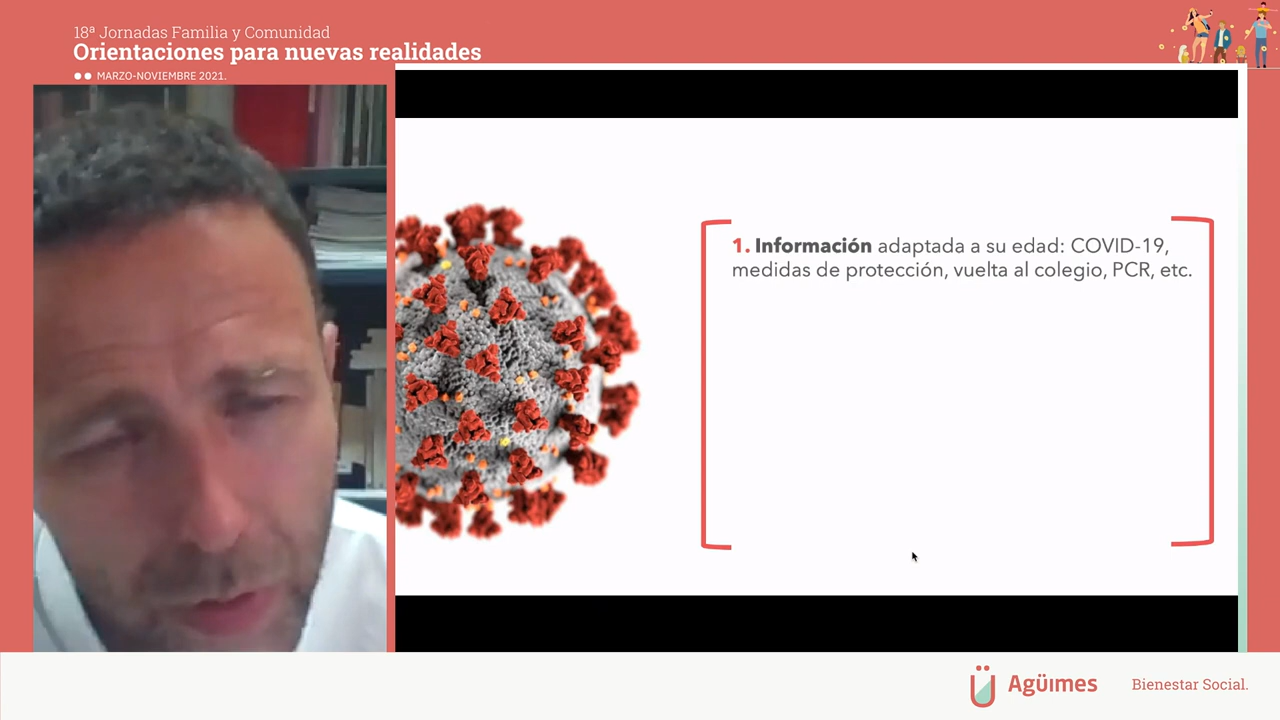 18ª Jornadas Familia y Comunidad
Orientaciones para nuevas realidades
MARZO-NOVIEMBRE 2021.
1. Información adaptada a su edad: COVID-19,
medidas de protección, vuelta al colegio, PCR, etc.
Agüımes
Bienestar Social.